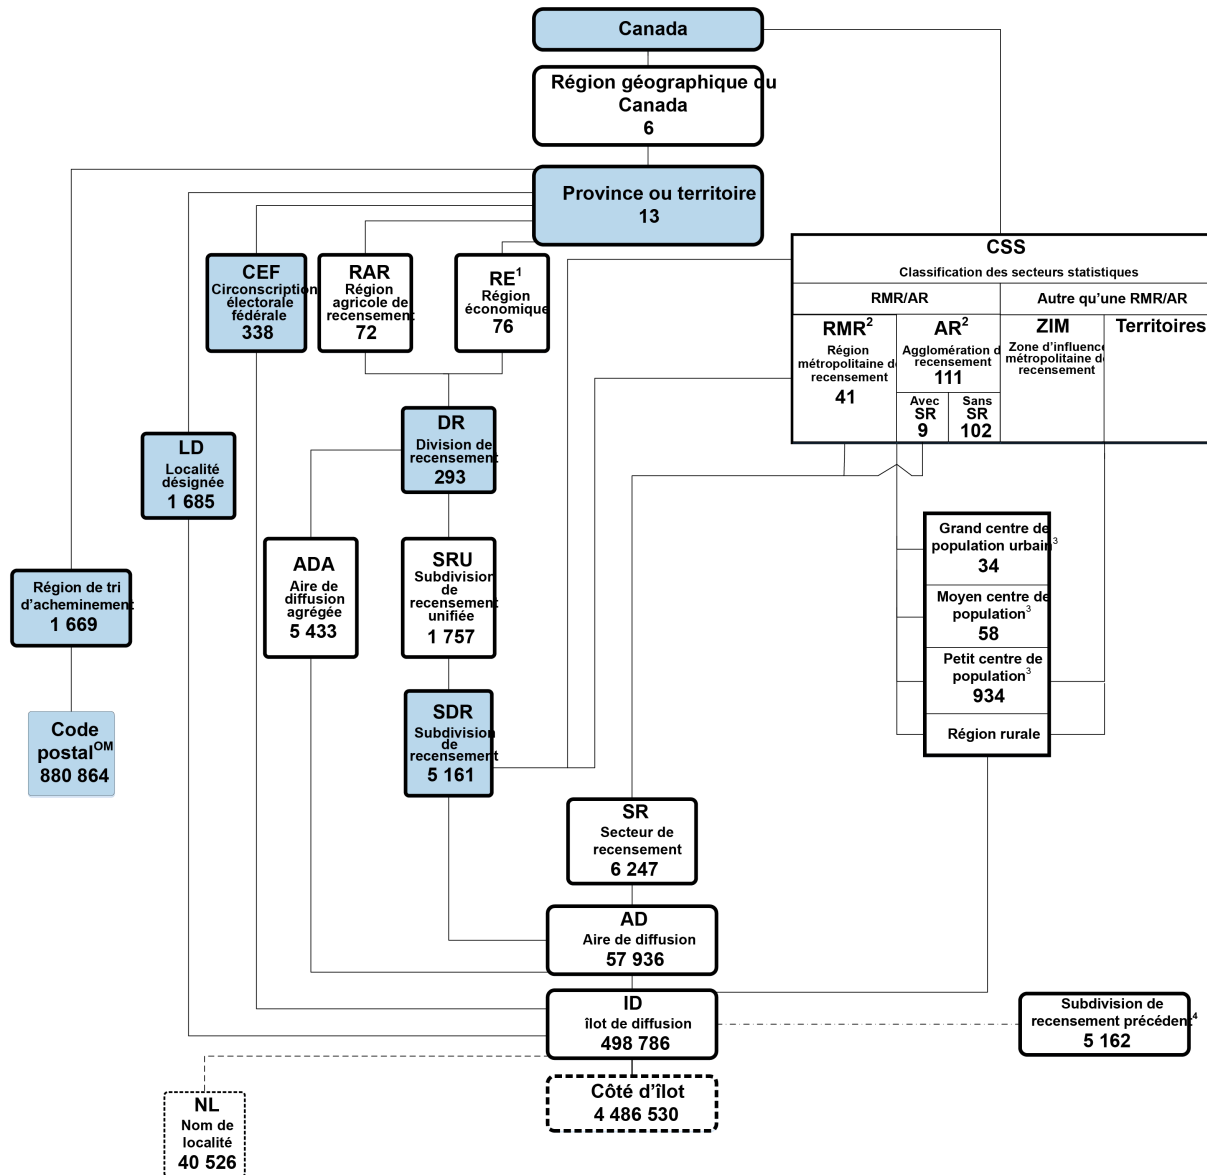 Canada
Région géographique du
Canada
6
Province ou territoire
13
CEF
Circonscription
électorale
fédérale
338
RAR
Région
agricole de
recensement
72
RE¹
Région
économique
76
CSS
Classification des secteurs statistiques
RMR/AR
Autre qu'une RMR/AR
RMR²
Région
métropolitaine de
recensement
41
AR²
Agglomération d
recensement
111
Avec
SR
9
Sans
SR
102
ZIM
Zone d'influence
métropolitaine de
recensement
Territoires
DR
Division de
recensement
293
LD
Localité
désignée
1 685
ADA
Aire de
diffusion
agrégée
5 433
SRU
Subdivision
de
recensement
unifiée
1 757
Grand centre de
population urbain³
34
Moyen centre de
population³
58
Petit centre de
population³
934
Région rurale
Région de tri
d'acheminement
1 669
Code
postalᴼᴹ
880 864
SDR
Subdivision
de
recensement
5 161
SR
Secteur de
recensement
6 247
AD
Aire de diffusion
57 936
ID
îlot de diffusion
498 786
Subdivision de
recensement précédent⁴
5 162
Côté d'îlot
4 486 530
NL
Nom de
localité
40 526